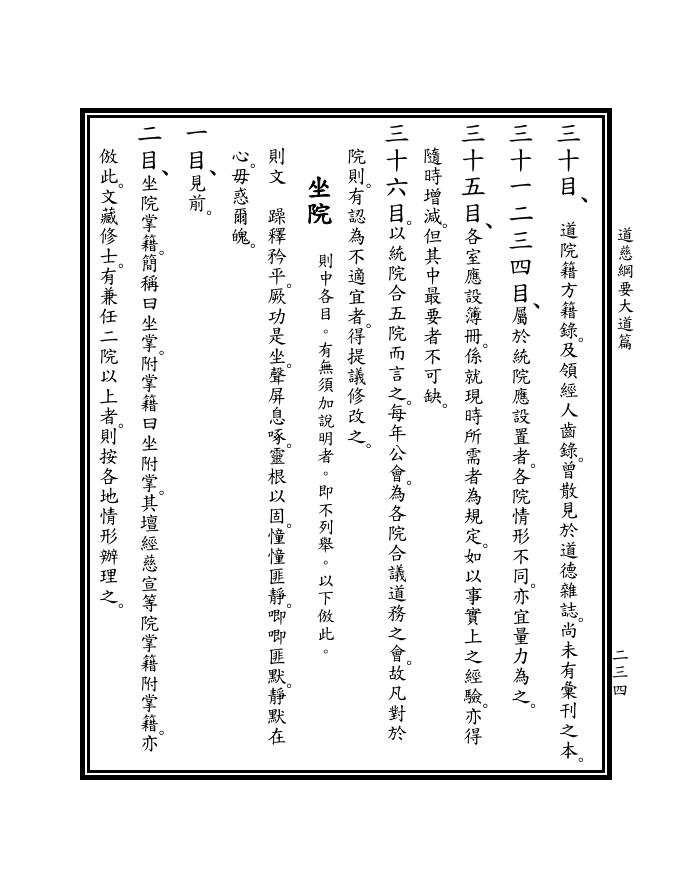 道慈綱要大道篇
二三四
三十目、道院籍方籍錄。及領經人齒錄。曾散見於道德雜誌。尚未有彙刊之本。
三十一二三四目、屬於統院應設置者。各院情形不同。亦宜量力為之。
三十五目、各室應設簿冊。係就現時所需者為規定。如以事實上之經驗。亦得
隨時增減。但其中最要者不可缺。
三十六目。以統院合五院而言之。每年公會。為各院合議道務之會。故凡對於
院則。有認為不適宜者。得提議修改之。
坐院 則中各目。有無須加說明者。即不列舉。以下倣此。
則文 躁釋矜平。厥功是坐。聲屏息啄。靈根以固。憧憧匪靜。唧唧匪默。靜默在
心。毋惑爾魄。
一目、見前。
二目、坐院掌籍。簡稱曰坐掌。附掌籍曰坐附掌。其壇經慈宣等院掌籍附掌籍。亦
倣此。文藏修士。有兼任二院以上者。則按各地情形辦理之。